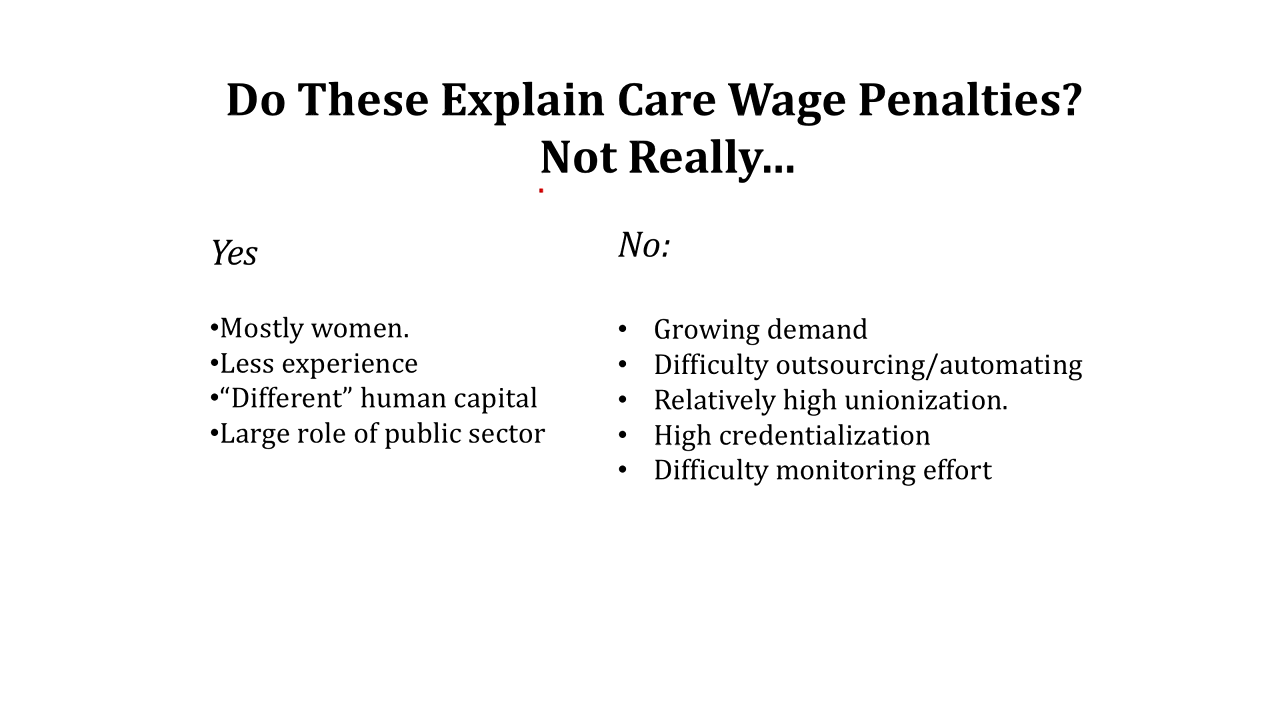 Do These Explain Care Wage Penalties?
Not Really...
Yes
•Mostly women.
•Less experience
•“Different” human capital
•Large role of public sector
No:
• Growing demand
• Difficulty outsourcing/automating
• Relatively high unionization.
• High credentialization
• Difficulty monitoring effort